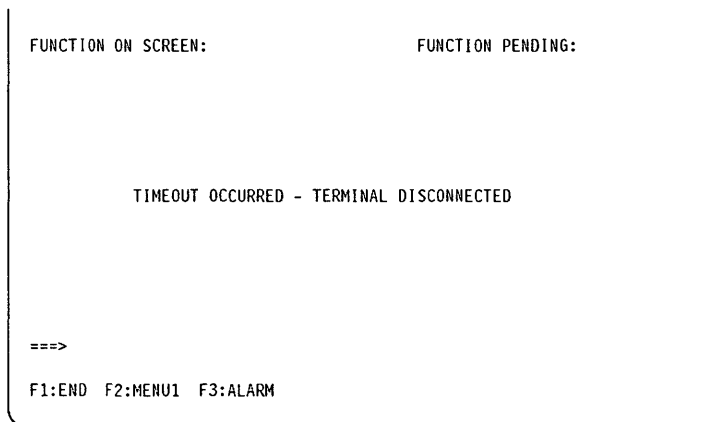 FUNCTION ON SCREEN: FUNCTION PENDING:
TIMEOUT OCCURRED - TERMINAL DISCONNECTED
===>
F1:END F2:MENU1 F3:ALARM